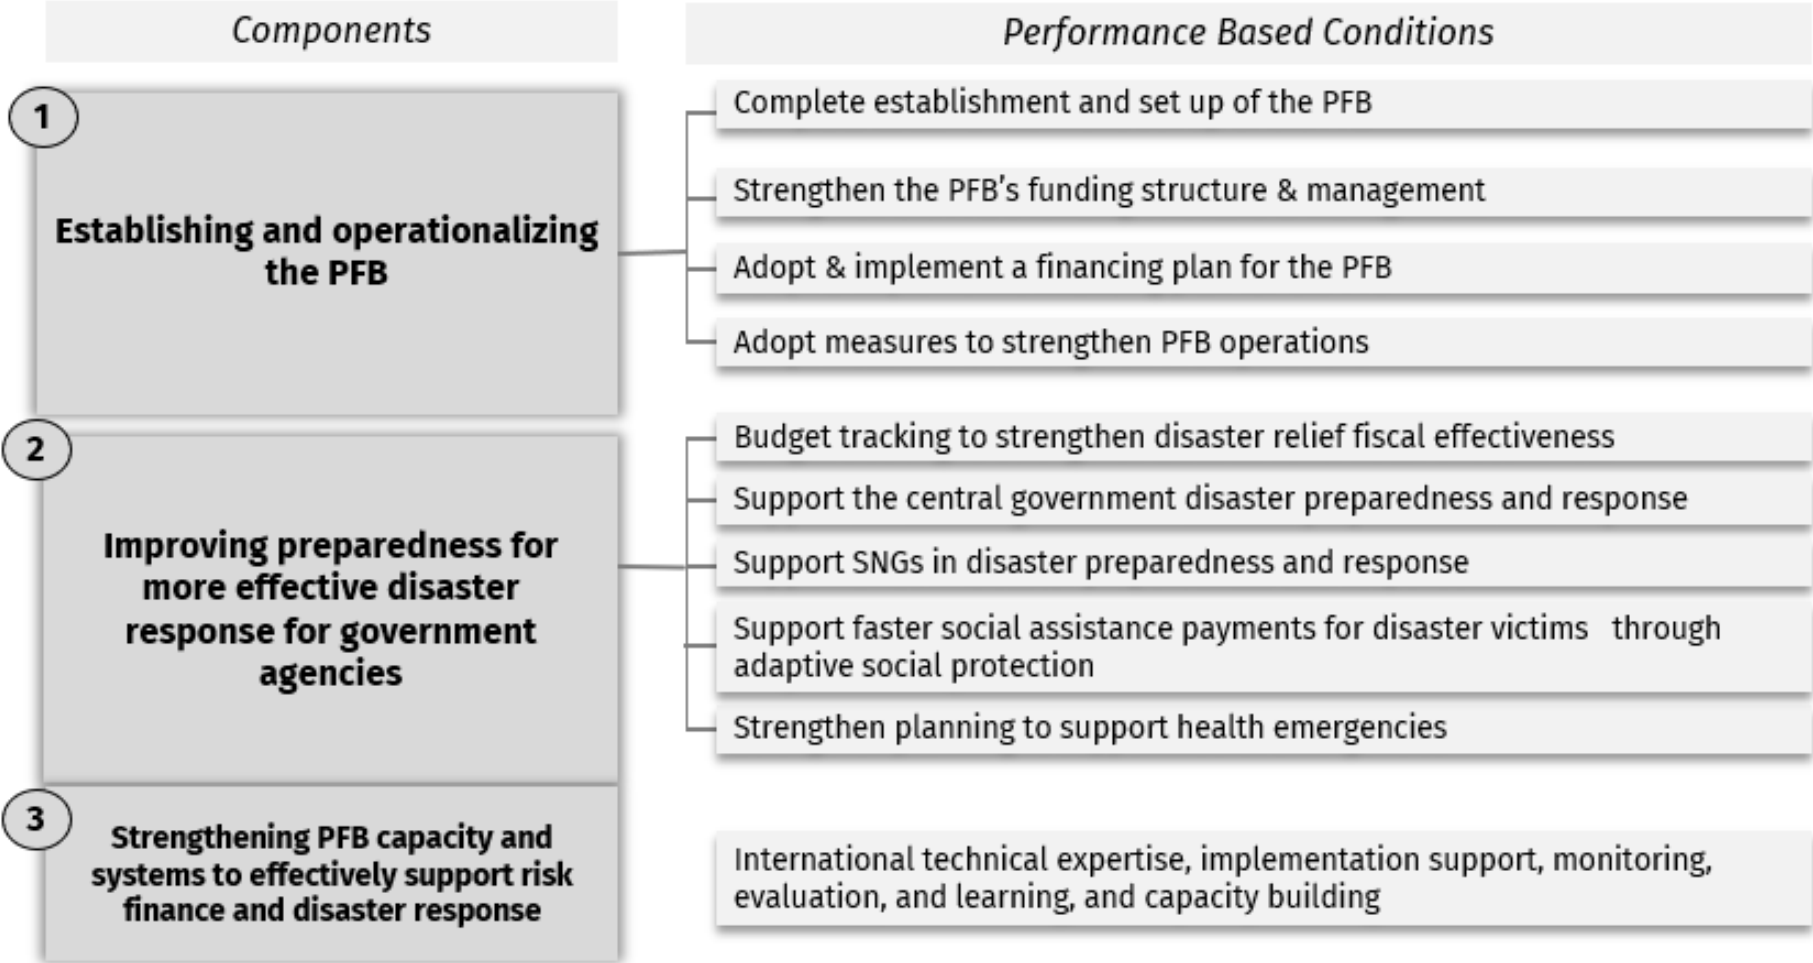 Components
Performance Based Conditions
1
Establishing and operationalizing
the PFB
Complete establishment and set up of the PFB
Strengthen the PFB’s funding structure & management
Adopt & implement a financing plan for the PFB
Adopt measures to strengthen PFB operations
2
Improving preparedness for
more effective disaster
response for government
agencies
Budget tracking to strengthen disaster relief fiscal effectiveness
Support the central government disaster preparedness and response
Support SNGs in disaster preparedness and response
Support faster social assistance payments for disaster victims through
adaptive social protection
Strengthen planning to support health emergencies
3
Strengthening PFB capacity and
systems to effectively support risk
finance and disaster response
International technical expertise, implementation support, monitoring,
evaluation, and learning, and capacity building